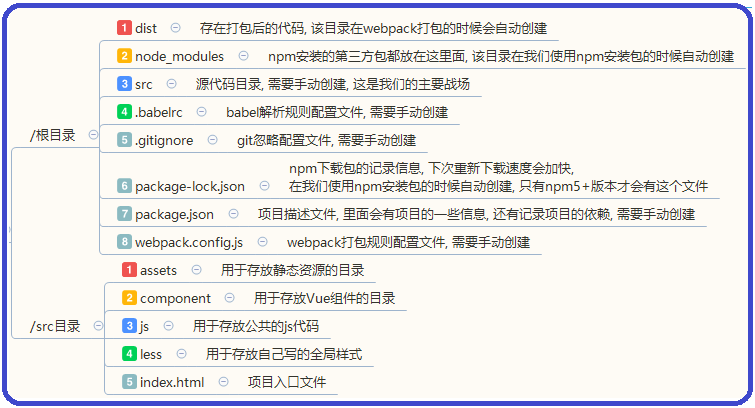 /根目录
1 dist 存在打包后的代码, 该目录在webpack打包的时候会自动创建
2 node_modules npm安装的第三方包都放在这里面, 该目录在我们使用npm安装包的时候自动创建
3 src 源代码目录, 需要手动创建, 这是我们的主要战场
4 .babelrc babel解析规则配置文件, 需要手动创建
5 .gitignore git忽略配置文件, 需要手动创建
6 package-lock.json npm下载包的记录信息, 下次重新下载速度会加快,
在我们使用npm安装包的时候自动创建, 只有npm5+版本才会有这个文件
7 package.json 项目描述文件, 里面会有项目的一些信息, 还有记录项目的依赖, 需要手动创建
8 webpack.config.js webpack打包规则配置文件, 需要手动创建
/src目录
1 assets 用于存放静态资源的目录
2 component 用于存放Vue组件的目录
3 js 用于存放公共的js代码
4 less 用于存放自己写的全局样式
5 index.html 项目入口文件